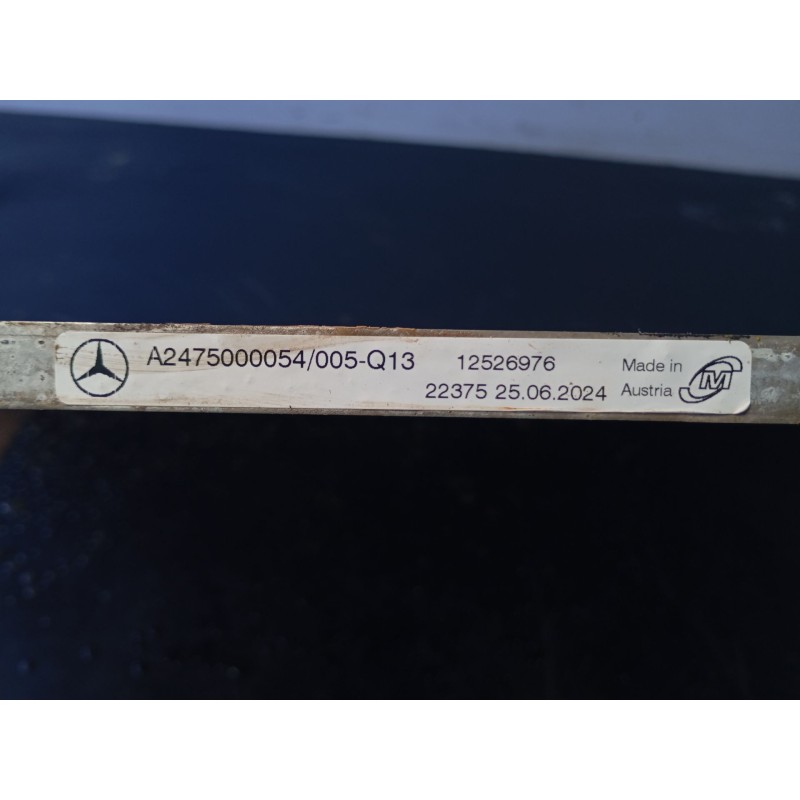 A2475000054/005-Q13 12526976
22375 25.06.2024
Made in
Austria
M